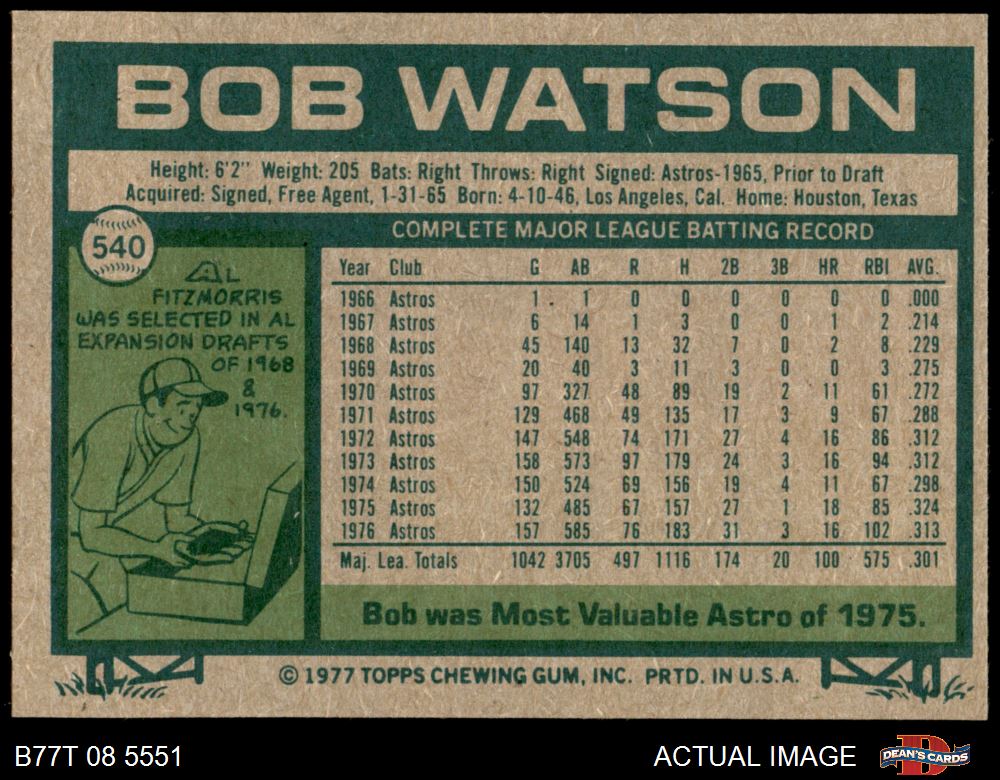 BOB WATSON
Height: 6'2" Weight: 205 Bats: Right Throws: Right Signed: Astros-1965, Prior to Draft
Acquired: Signed, Free Agent, 1-31-65 Born: 4-10-46, Los Angeles, Cal. Home: Houston, Texas
540
AL
FITZMORRIS
WAS SELECTED IN AL
EXPANSION DRAFTS
OF 1968
&
1976.
COMPLETE MAJOR LEAGUE BATTING RECORD
Year Club G AB R H 2B 3B HR RBI AVG.
1966 Astros 1 1 0 0 0 0 0 0 .000
1967 Astros 6 14 1 3 0 0 1 2 .214
1968 Astros 45 140 13 32 7 0 2 8 .229
1969 Astros 20 40 3 11 3 0 0 3 .275
1970 Astros 97 327 48 89 19 2 11 61 .272
1971 Astros 129 468 49 135 17 3 9 67 .288
1972 Astros 147 548 74 171 27 4 16 86 .312
1973 Astros 158 573 97 179 24 3 16 94 .312
1974 Astros 150 524 69 156 19 4 11 67 .298
1975 Astros 132 485 67 157 27 1 18 85 .324
1976 Astros 157 585 76 183 31 3 16 102 .313
Maj. Lea. Totals 1042 3705 497 1116 174 20 100 575 .301
Bob was Most Valuable Astro of 1975.
© 1977 TOPPS CHEWING GUM, INC. PRTD. IN U.S.A.
B77T 08 5551
ACTUAL IMAGE
DEAN'S CARDS